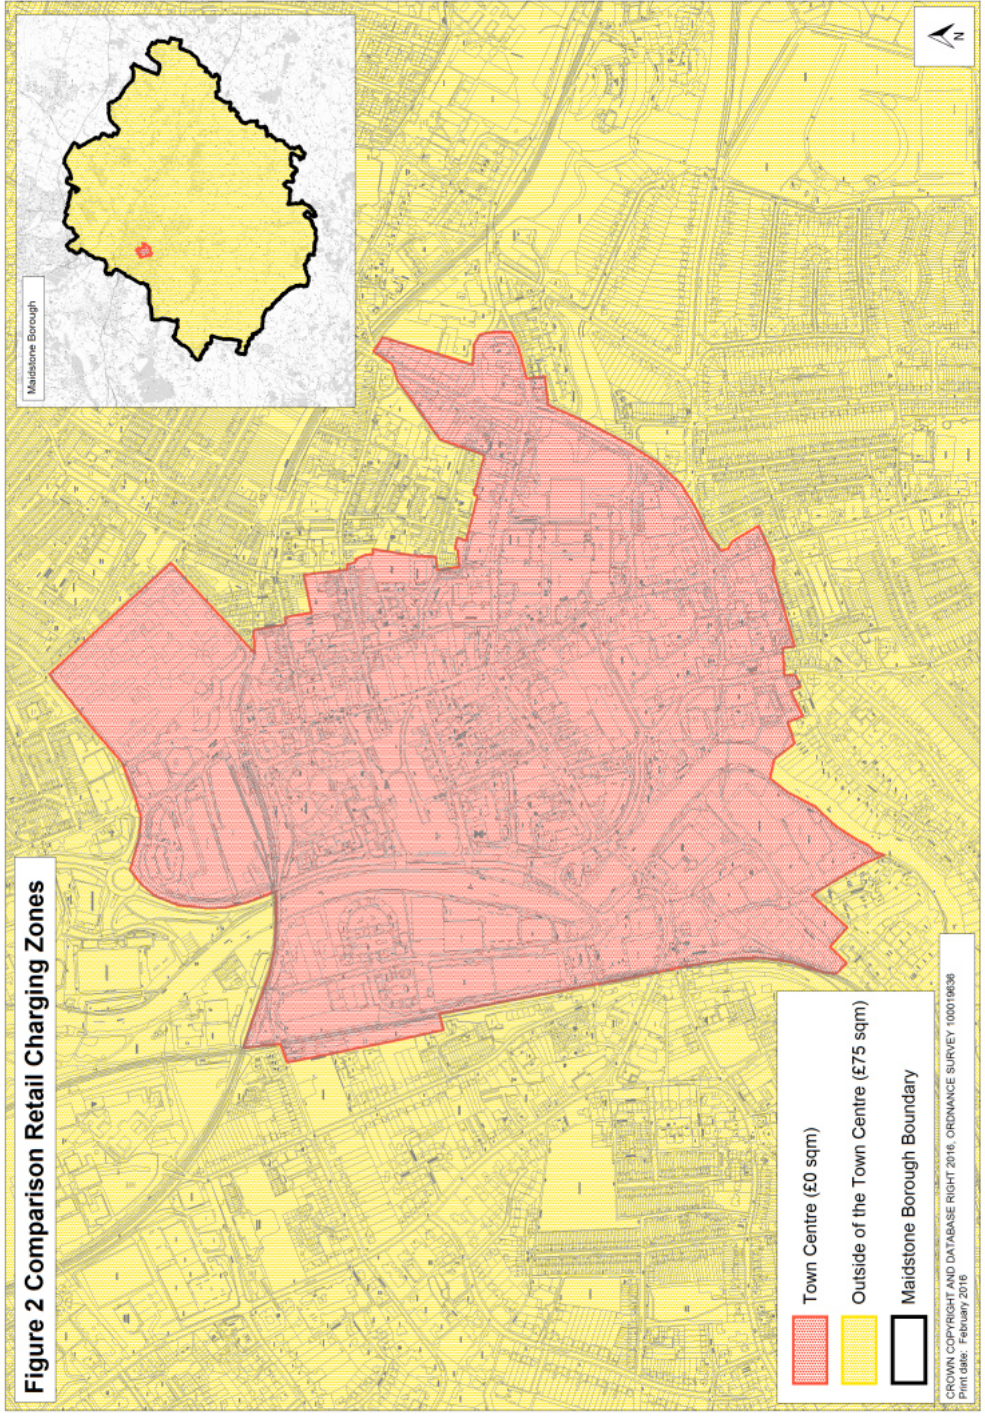 Figure 2 Comparison Retail Charging Zones
Maidstone Borough
N
Town Centre (£0 sqm)
Outside of the Town Centre (£75 sqm)
Maidstone Borough Boundary
CROWN COPYRIGHT AND DATABASE RIGHT 2016, ORDNANCE SURVEY 100019636
Print date: February 2016